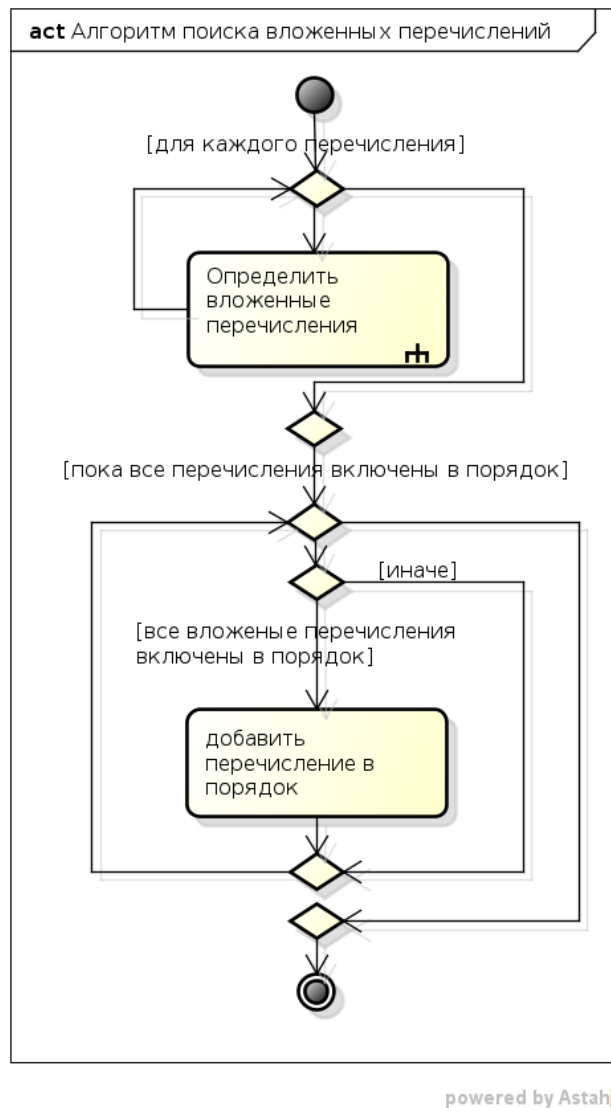 act Алгоритм поиска вложенных перечислений
[для каждого перечисления]
Определить
вложенные
перечисления
[пока все перечисления включены в порядок]
[иначе]
[все вложеные перечисления
включены в порядок]
добавить
перечисление в
порядок
powered by Astah